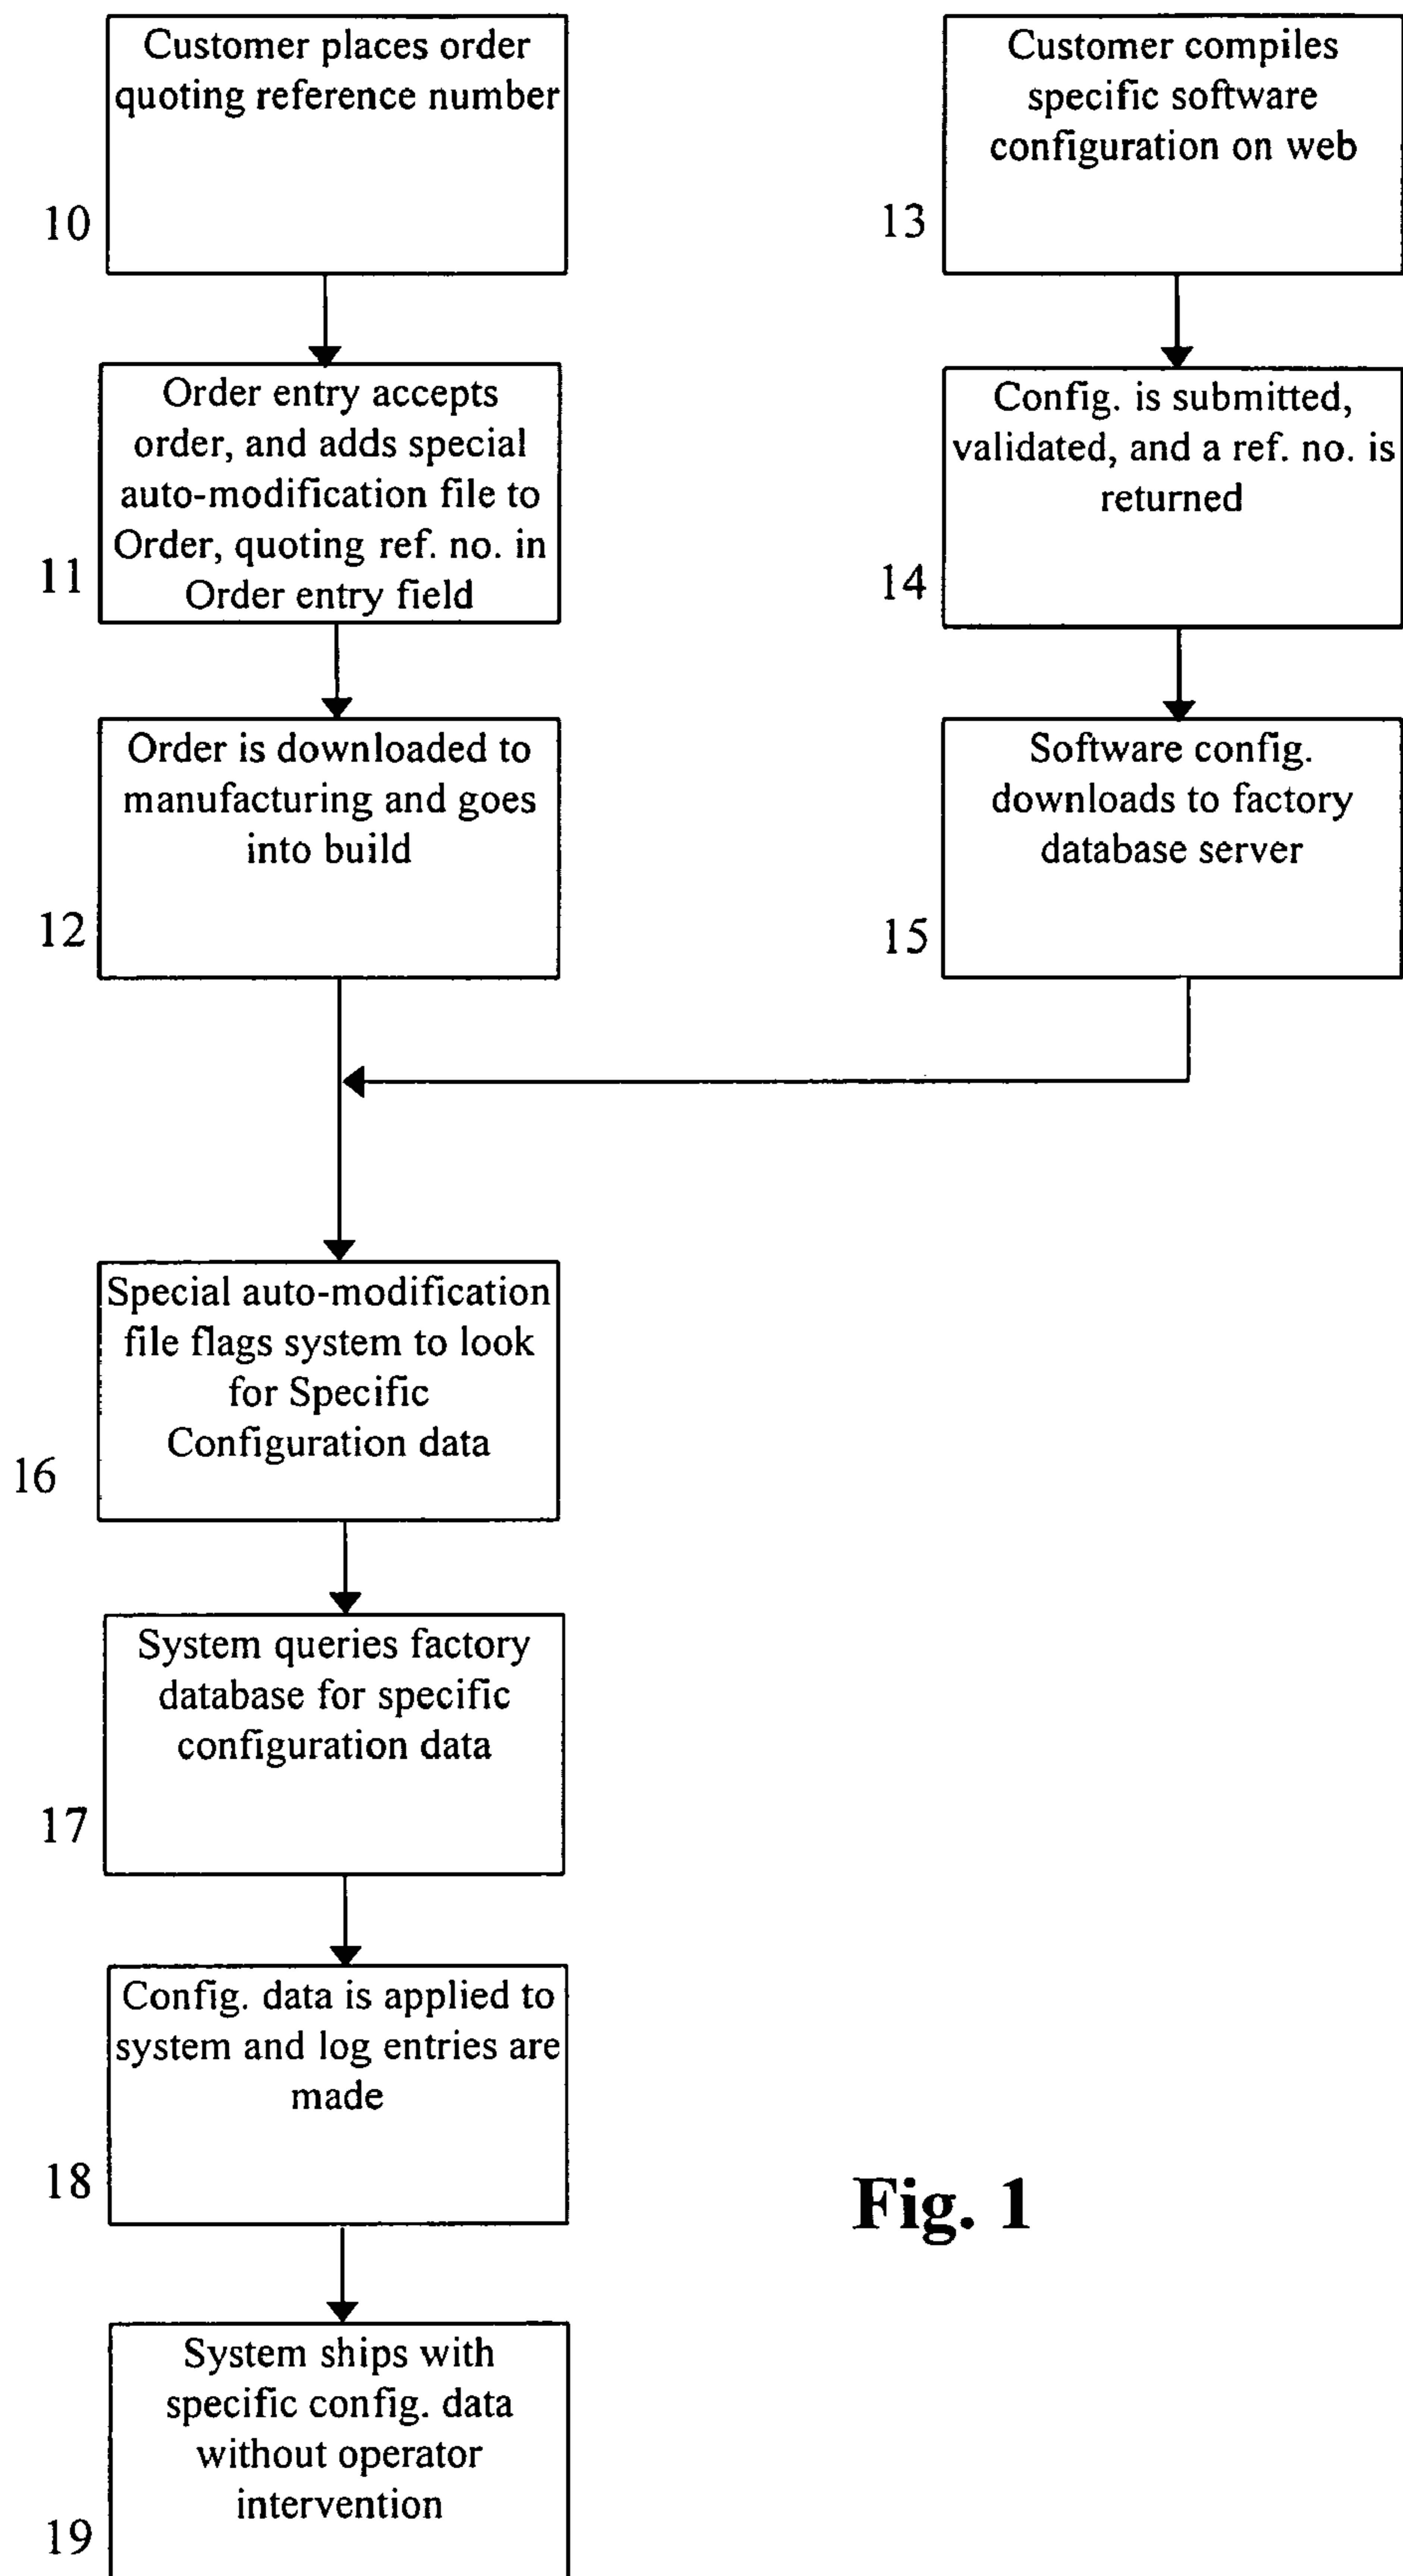 Customer places order
quoting reference number
10
Order entry accepts
order, and adds special
auto-modification file to
Order, quoting ref. no. in
Order entry field
11
Order is downloaded to
manufacturing and goes
into build
12
Customer compiles
specific software
configuration on web
13
Config. is submitted,
validated, and a ref. no. is
returned
14
Software config.
downloads to factory
database server
15
Special auto-modification
file flags system to look
for Specific
Configuration data
16
System queries factory
database for specific
configuration data
17
Config. data is applied to
system and log entries are
made
18
System ships with
specific config. data
without operator
intervention
19
Fig. 1